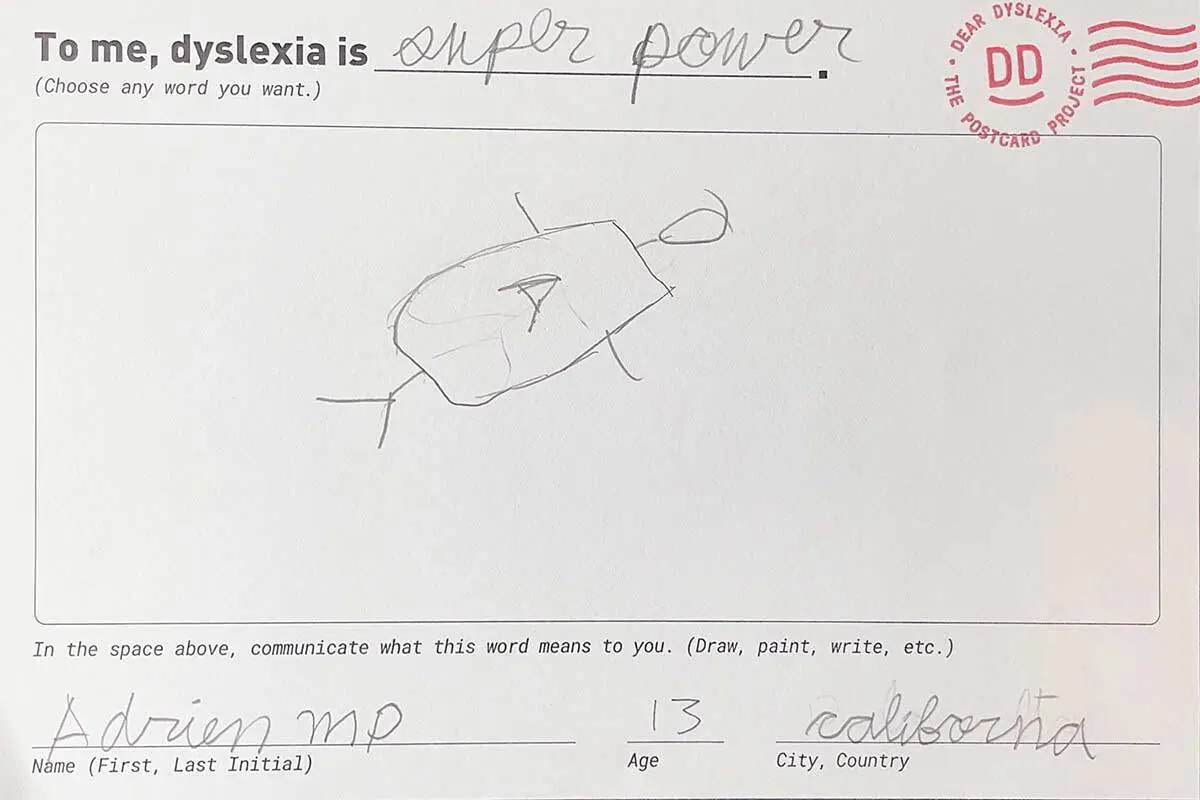 To me, dyslexia is super power.
(Choose any word you want.)
DEAR DYSLEXIA • THE POSTCARD PROJECT •
DD
In the space above, communicate what this word means to you. (Draw, paint, write, etc.)
Adrien mp 13 california
Name (First, Last Initial) Age City, Country